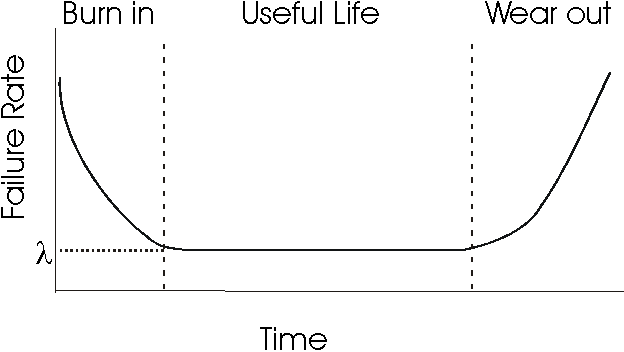 Burn in
Useful Life
Wear out
Failure Rate
λ
Time